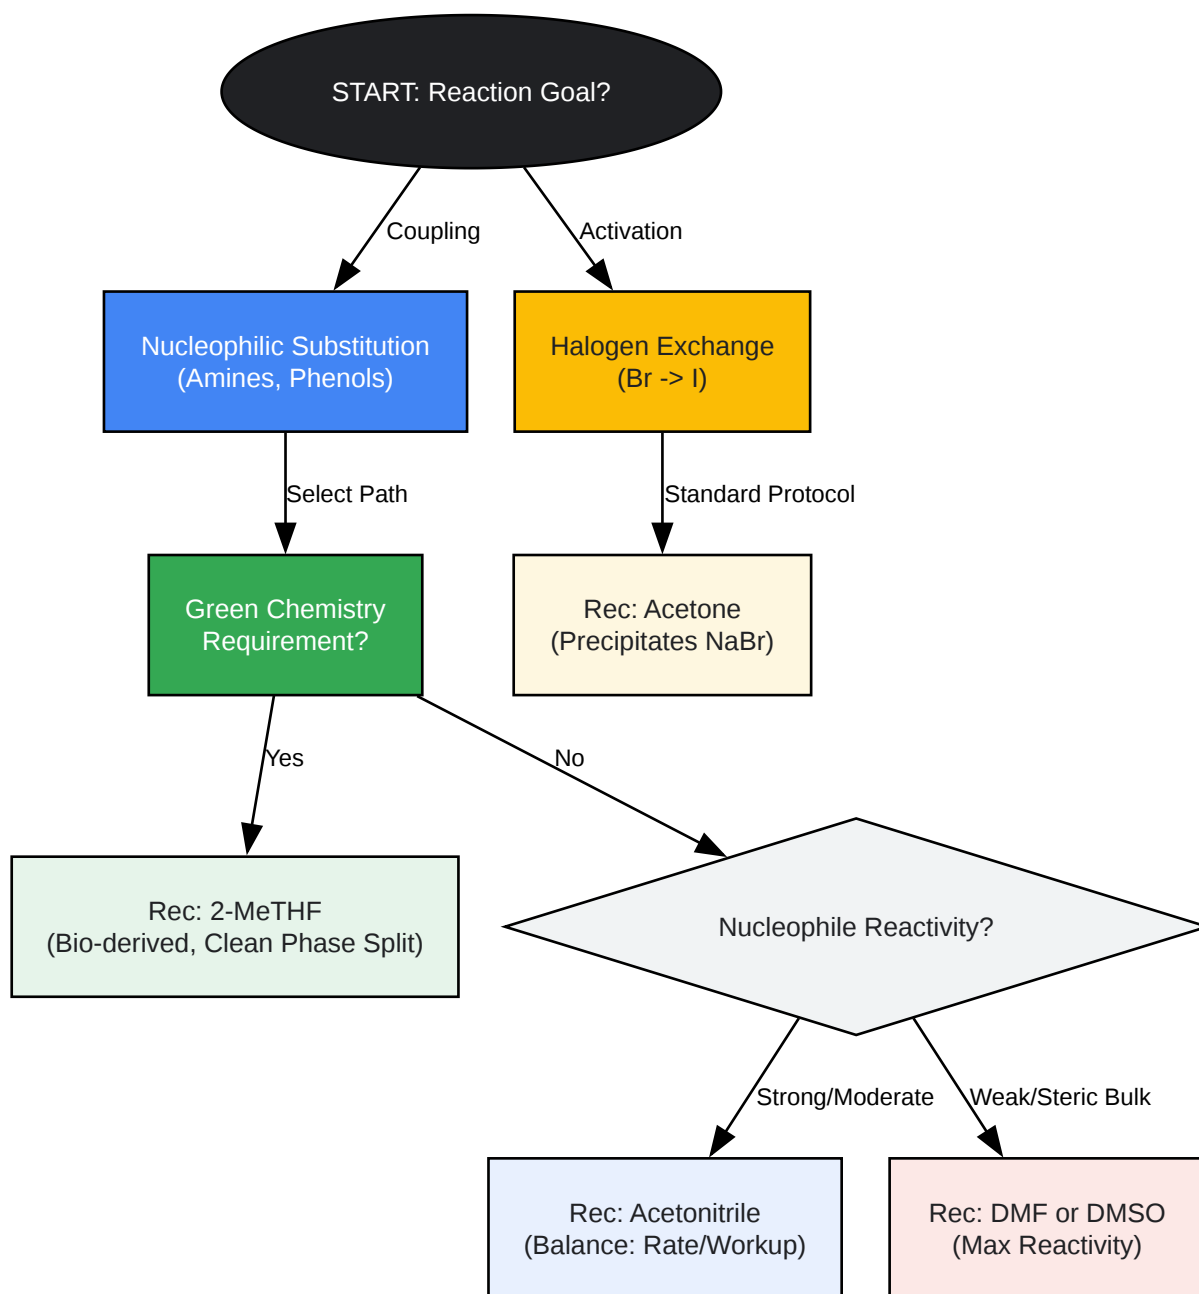 START: Reaction Goal?
Coupling
Activation
Nucleophilic Substitution
(Amines, Phenols)
Halogen Exchange
(Br -> I)
Select Path
Standard Protocol
Green Chemistry
Requirement?
Rec: Acetone
(Precipitates NaBr)
Yes
No
Rec: 2-MeTHF
(Bio-derived, Clean Phase Split)
Nucleophile Reactivity?
Strong/Moderate
Weak/Steric Bulk
Rec: Acetonitrile
(Balance: Rate/Workup)
Rec: DMF or DMSO
(Max Reactivity)